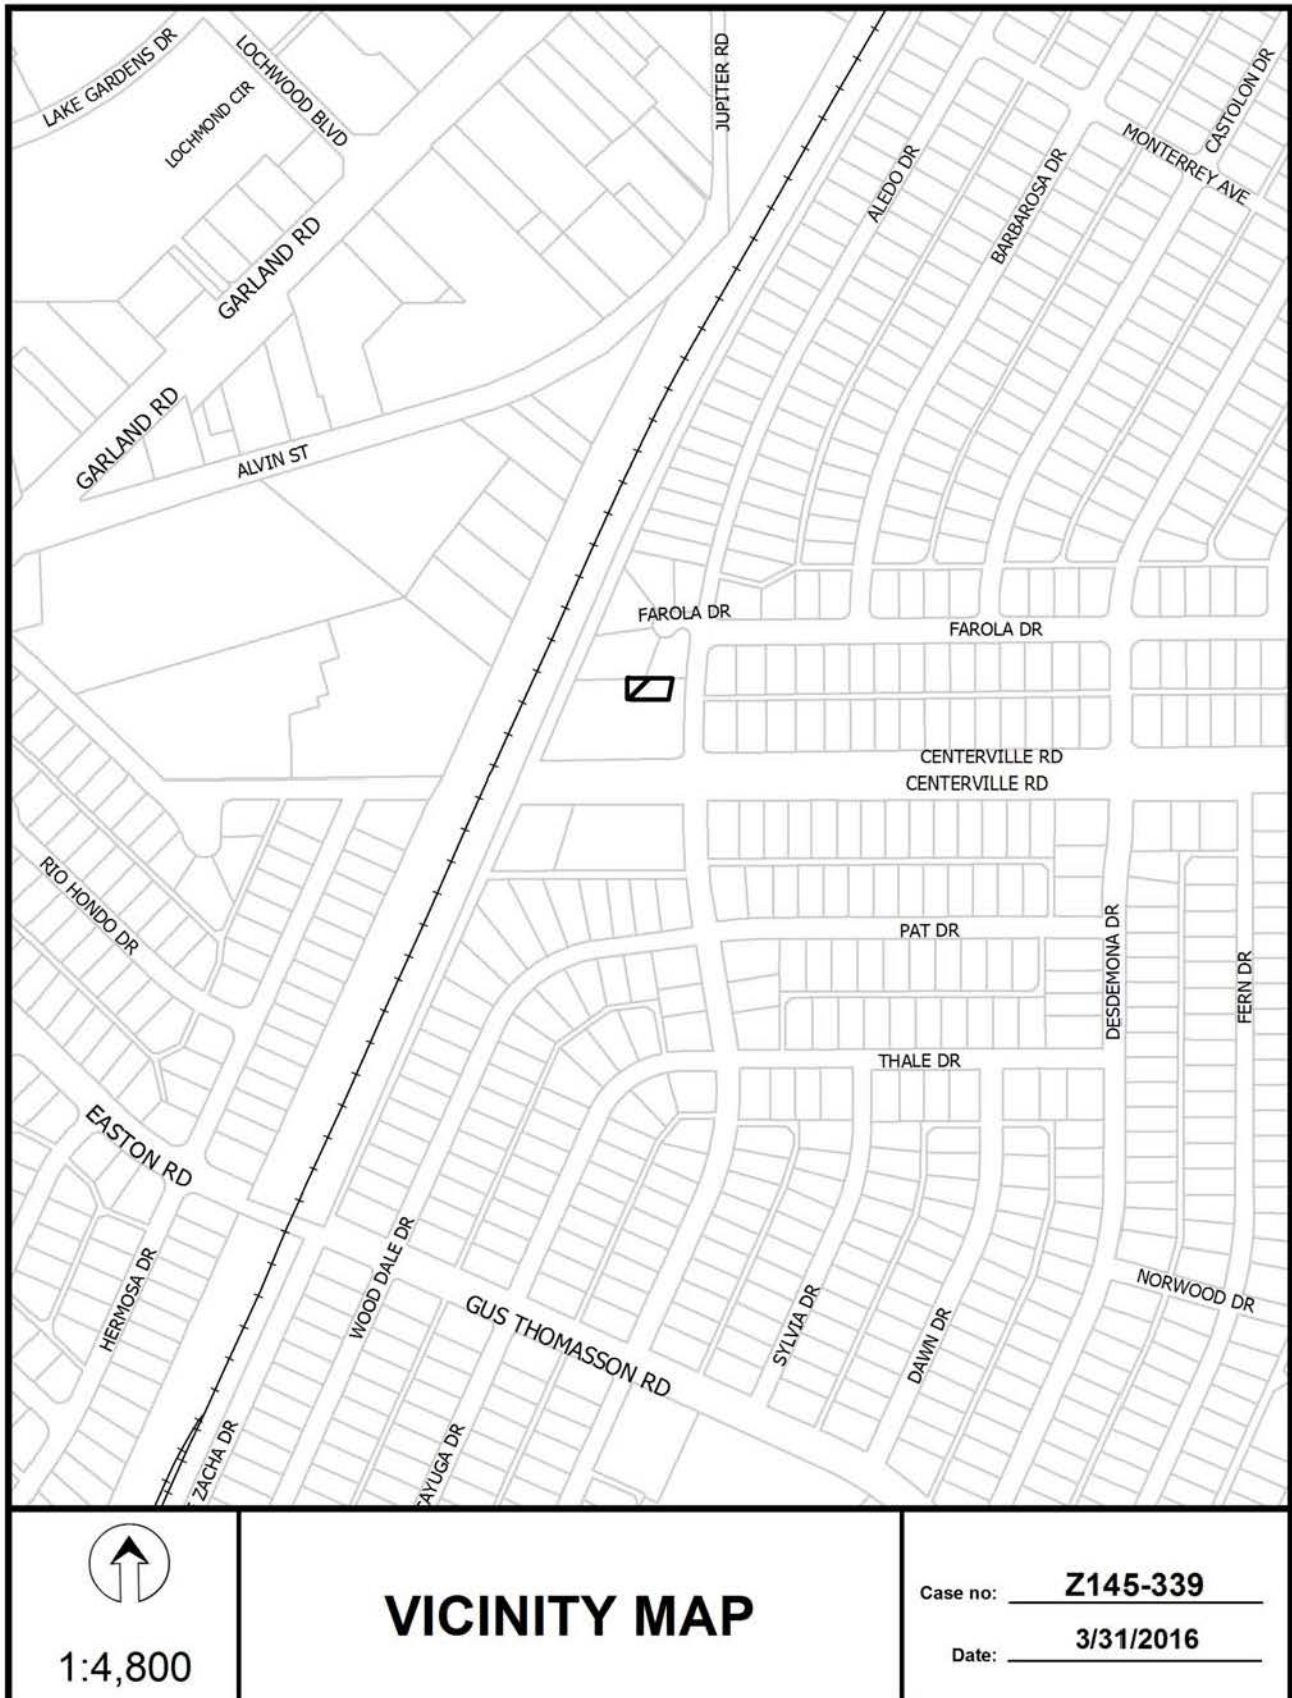 LAKE GARDENS DR
LOCHWOOD BLVD
LOCHMOND CIR
JUPITER RD
CASTOLON DR
MONTERREY AVE
ALEDO DR
BARBAROSA DR
GARLAND RD
GARLAND RD
ALVIN ST
FAROLA DR
FAROLA DR
CENTERVILLE RD
CENTERVILLE RD
RIO HONDO DR
PAT DR
DESDEMONA DR
FERN DR
THALE DR
EASTON RD
HERMOSA DR
WOOD DALE DR
GUS THOMASSON RD
SYLVIA DR
DAWN DR
NORWOOD DR
ZACHA DR
AYUGA DR
1:4,800
VICINITY MAP
Case no: Z145-339
Date: 3/31/2016